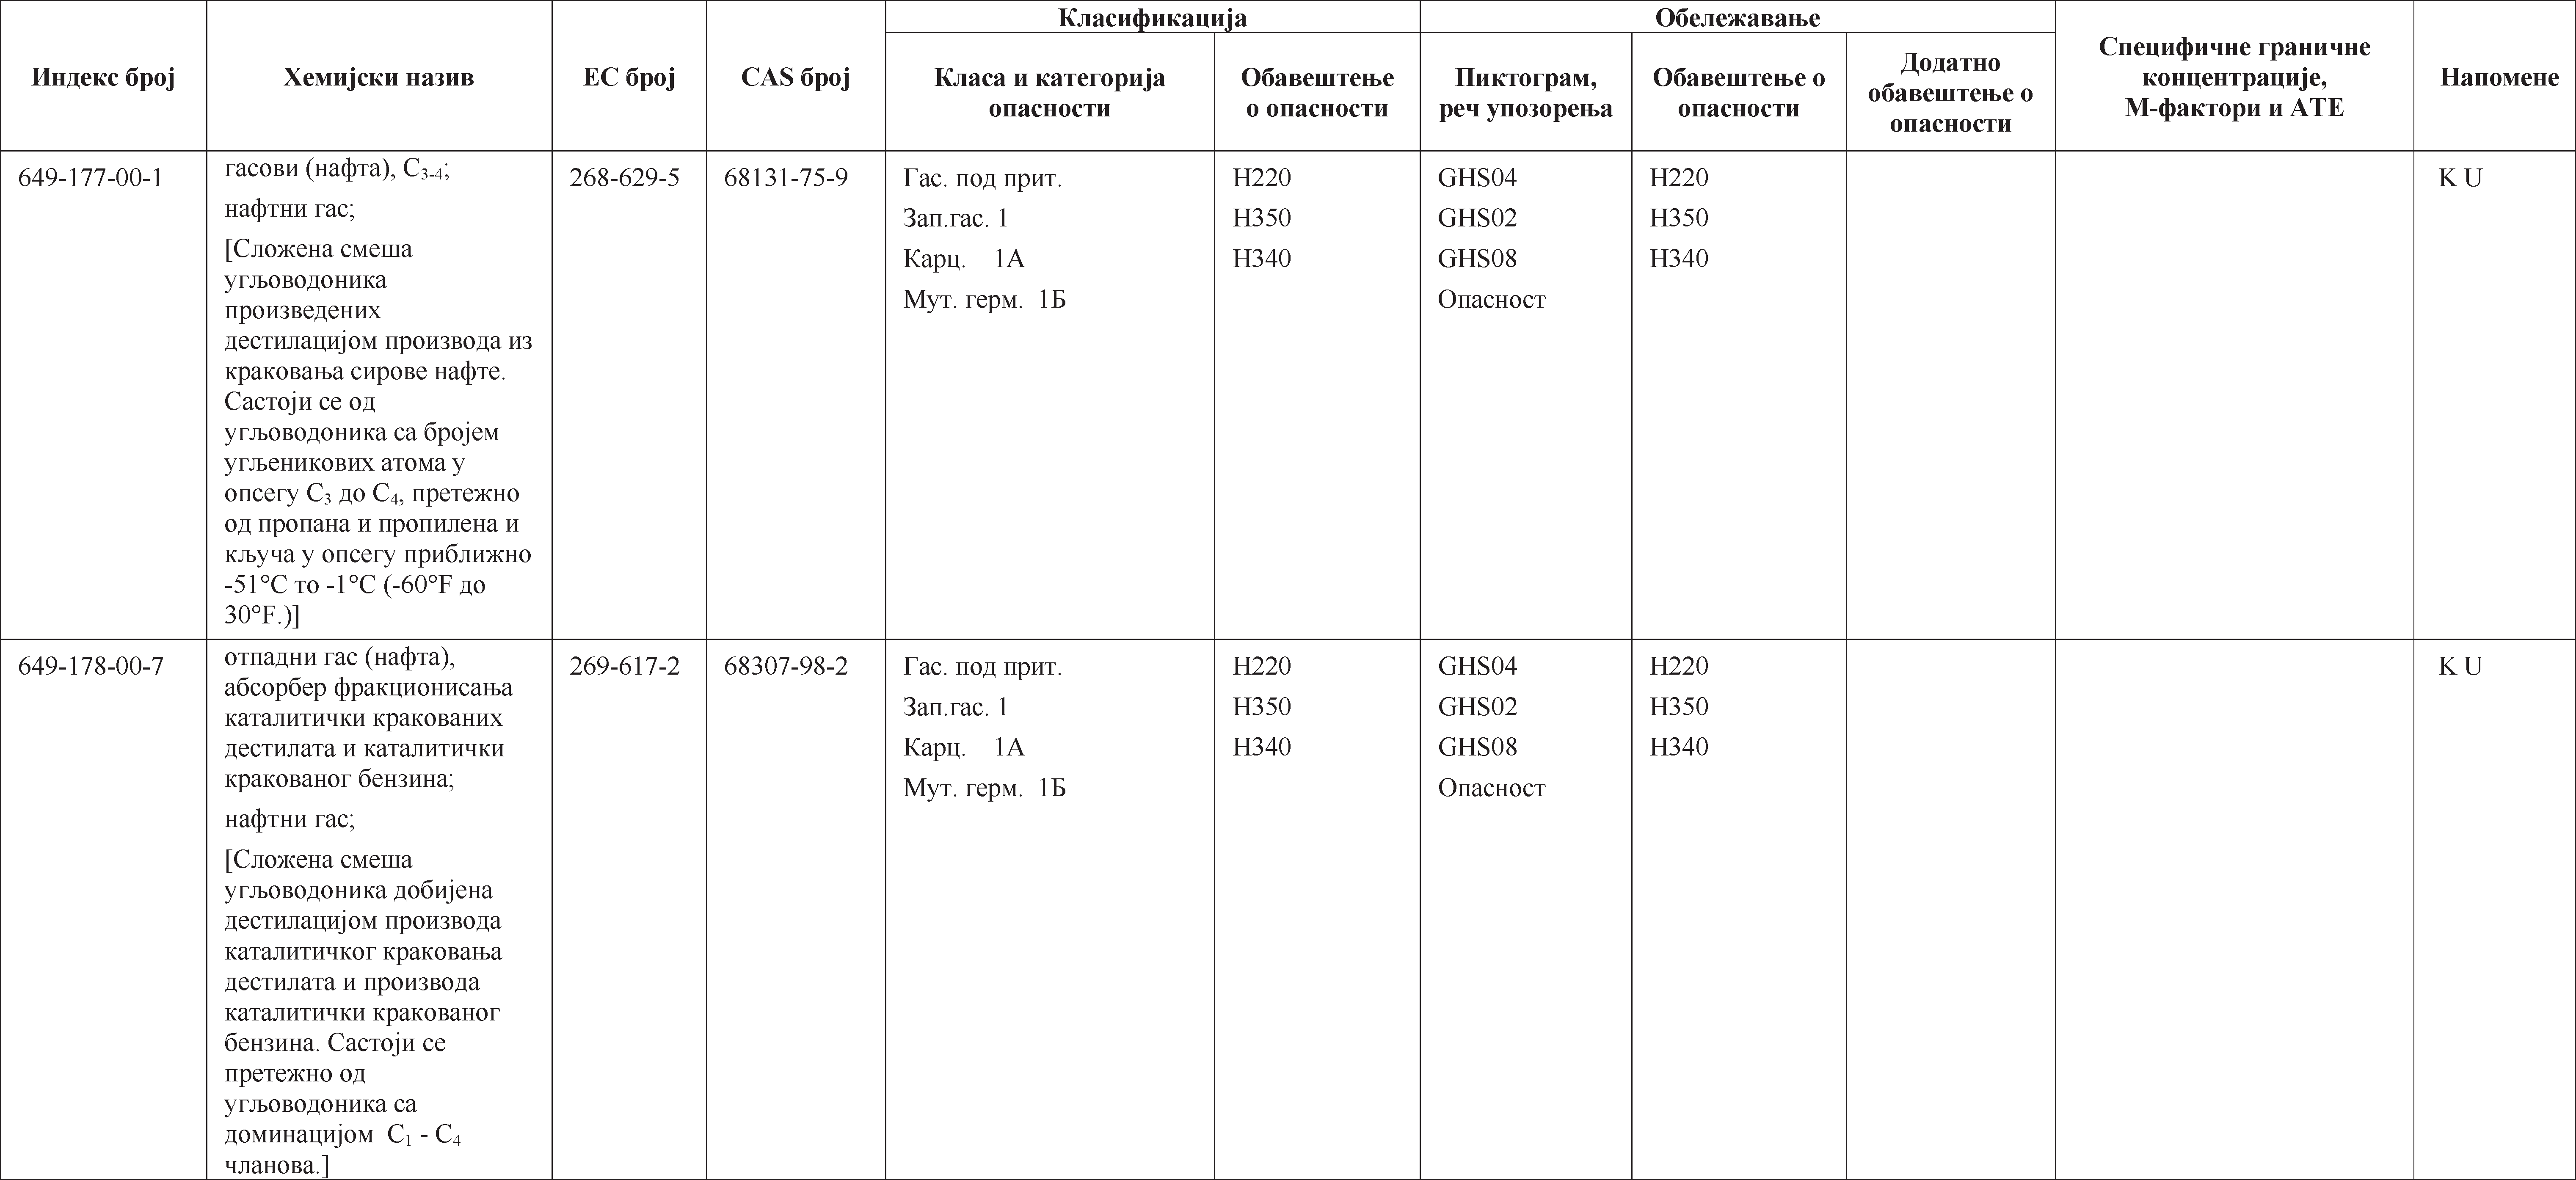 Индекс број
Хемијски назив
ЕС број
CAS број
Класификација
Класа и категорија
опасности
Обавештење
о опасности
Обележавање
Пиктограм,
реч упозорења
Обавештење о
опасности
Додатно
обавештење о
опасности
Специфичне граничне
концентрације,
М-фактори и АТЕ
Напомене
649-177-00-1
гасови (нафта), C3-4;
нафтни гас;
[Сложена смеша
угљоводоника
произведених
дестилацијом производа из
краковања сирове нафте.
Састоји се од
угљоводоника са бројем
угљеникових атома у
опсегу C3 до C4, претежно
од пропана и пропилена и
кључа у опсегу приближно
-51°C то -1°C (-60°F до
30°F.)]
268-629-5
68131-75-9
Гас. под прит.
Зап.гас. 1
Карц. 1А
Мут. герм. 1Б
H220
H350
H340
GHS04
GHS02
GHS08
Опасност
H220
H350
H340
K U
649-178-00-7
отпадни гас (нафта),
абсорбер фракционисања
каталитички кракованих
дестилата и каталитички
кракованог бензина;
нафтни гас;
[Сложена смеша
угљоводоника добијена
дестилацијом производа
каталитичког краковања
дестилата и производа
каталитички кракованог
бензина. Састоји се
претежно од
угљоводоника са
доминацијом C1 - C4
чланова.]
269-617-2
68307-98-2
Гас. под прит.
Зап.гас. 1
Карц. 1А
Мут. герм. 1Б
H220
H350
H340
GHS04
GHS02
GHS08
Опасност
H220
H350
H340
K U